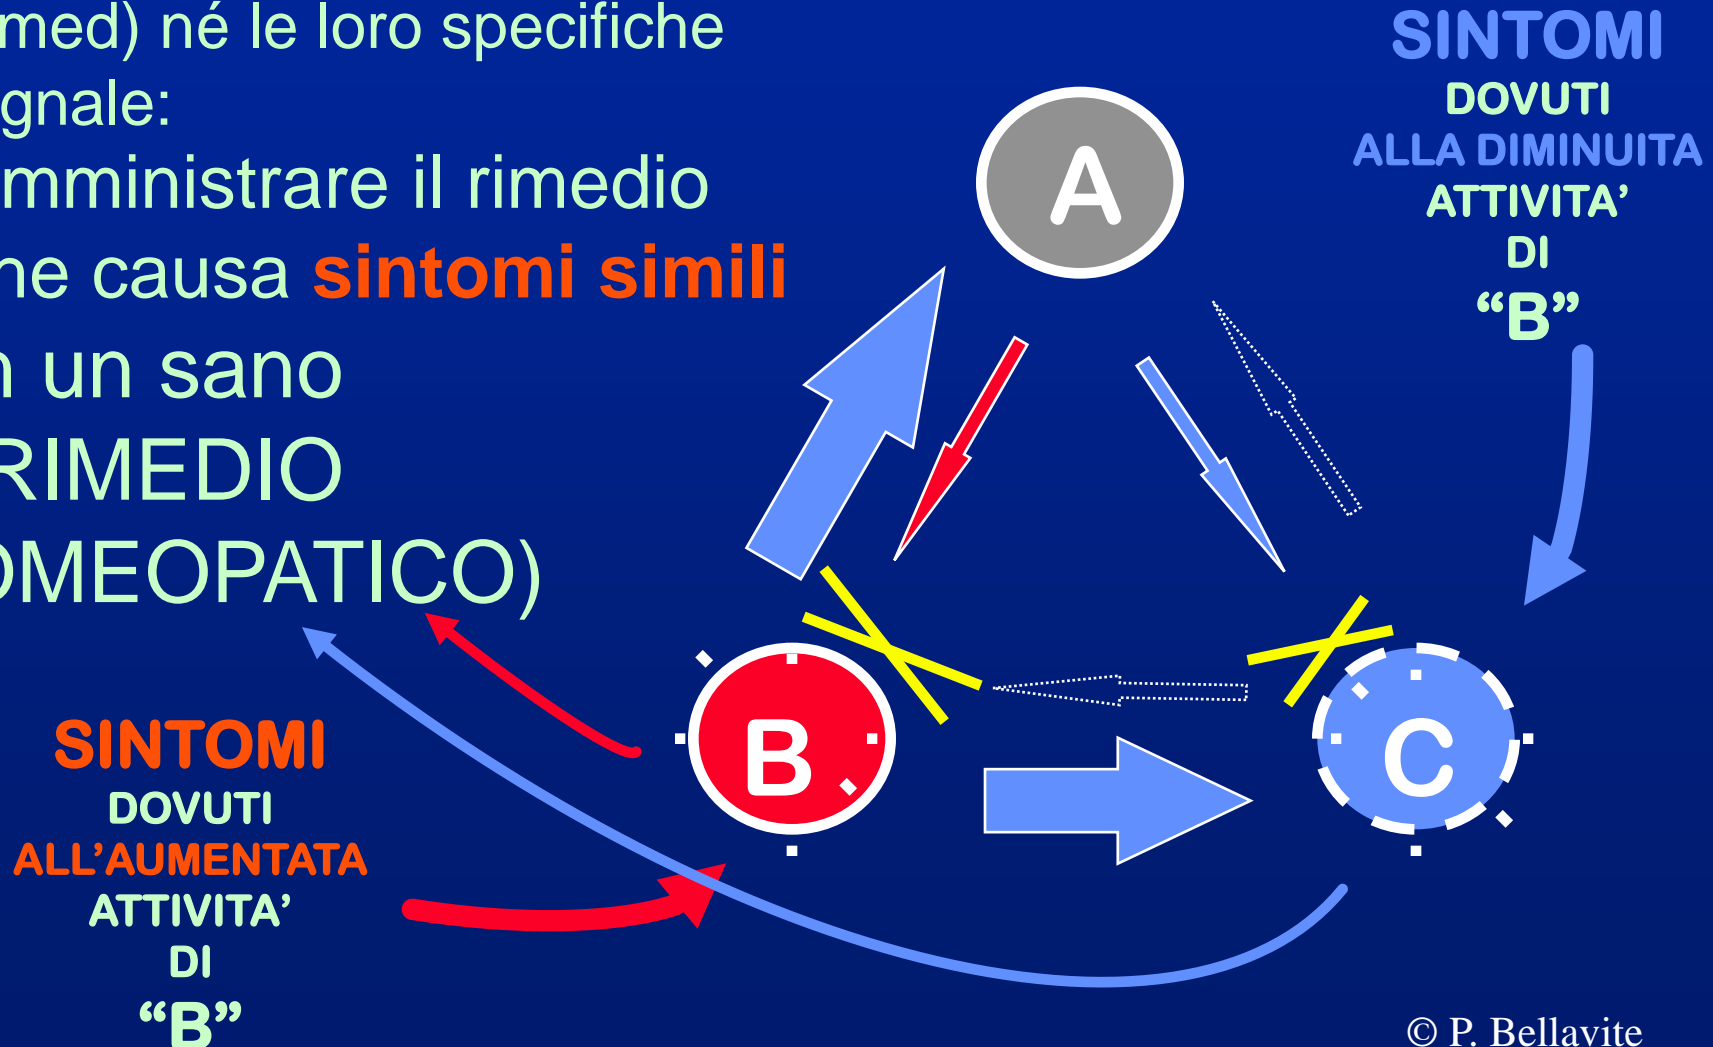 med) né le loro specifiche
gnale:
mministrare il rimedio
he causa sintomi simili
n un sano
RIMEDIO
OMEOPATICO)
SINTOMI
DOVUTI
ALLA DIMINUITA
ATTIVITA’
DI
“B”
A
B
C
SINTOMI
DOVUTI
ALL’AUMENTATA
ATTIVITA’
DI
“B”
© P. Bellavite